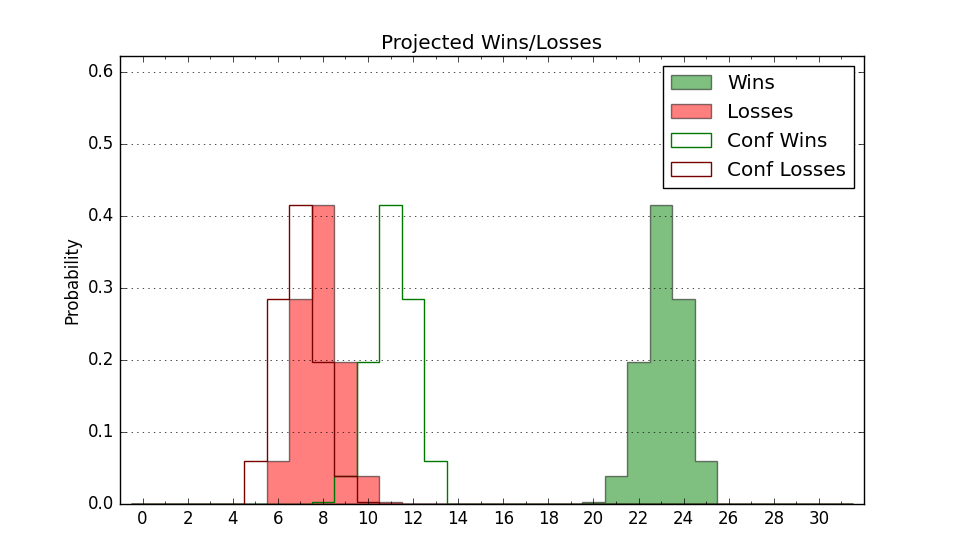 Projected Wins/Losses
0.6
0.5
0.4
0.3
0.2
0.1
0.0
Probability
Wins
Losses
Conf Wins
Conf Losses
0 2 4 6 8 10 12 14 16 18 20 22 24 26 28 30